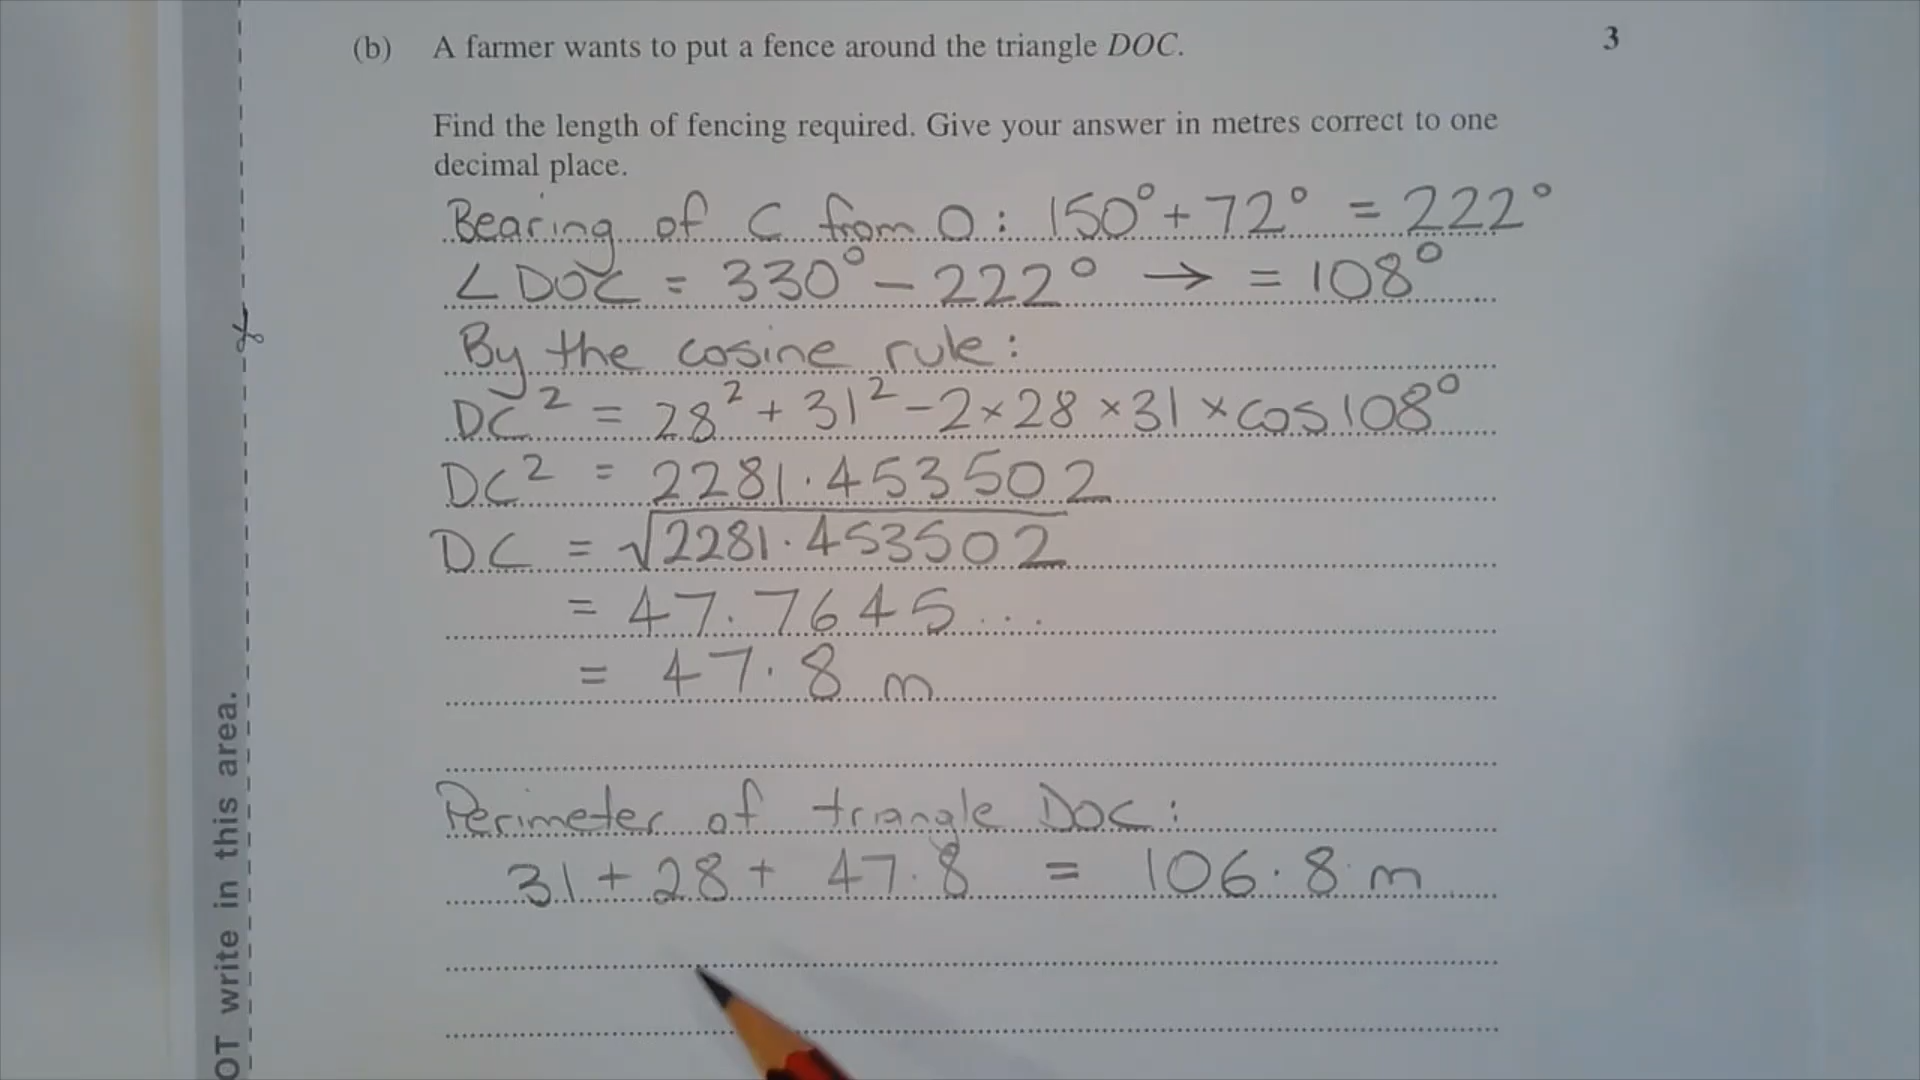 (b) A farmer wants to put a fence around the triangle DOC. 3
Find the length of fencing required. Give your answer in metres correct to one
decimal place.
Bearing of C from O: 150° + 72° = 222°
∠DOC = 330° - 222° → = 108°
By the cosine rule:
DC² = 28² + 31² - 2 × 28 × 31 × cos 108°
DC² = 2281.453502
DC = √2281.453502
= 47.7645...
= 47.8 m
Perimeter of triangle DOC:
31 + 28 + 47.8 = 106.8 m
OT write in this area.